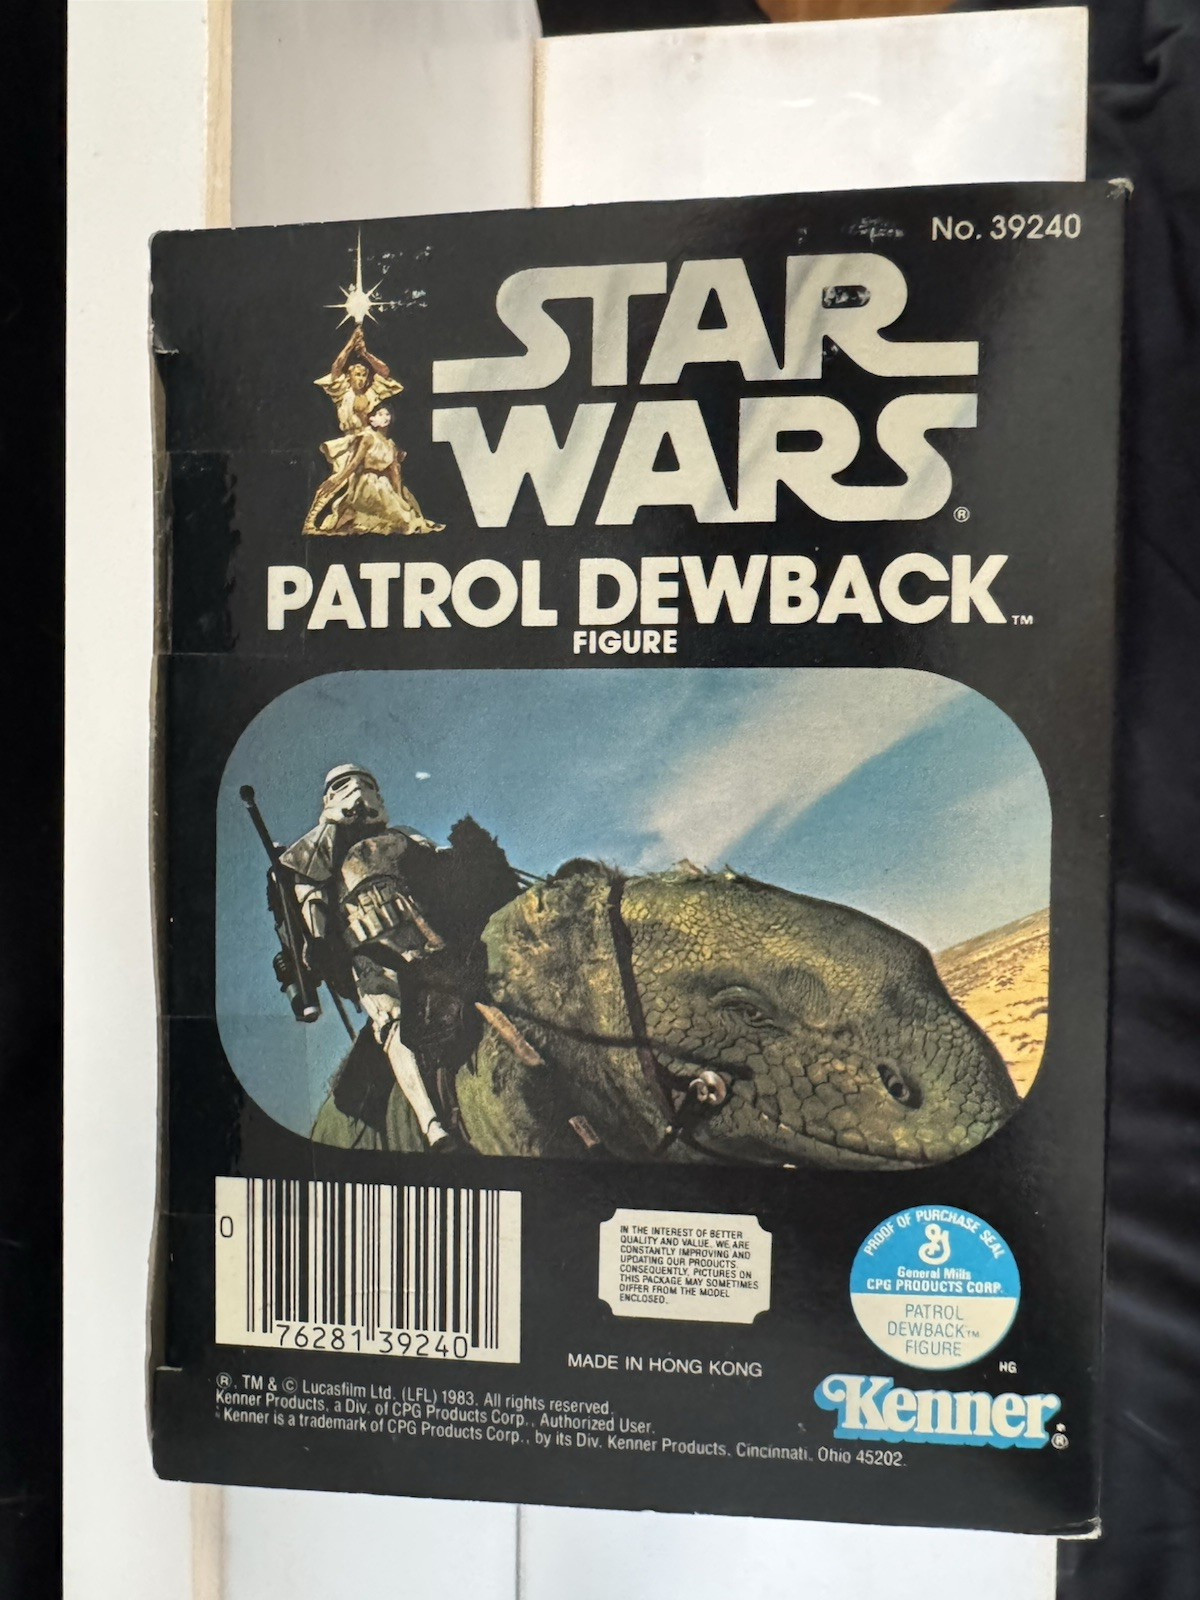 No. 39240
STAR
WARS®
PATROL DEWBACK™
FIGURE
0
76281 39240
IN THE INTEREST OF BETTER
QUALITY AND VALUE, WE ARE
CONSTANTLY IMPROVING AND
UPDATING OUR PRODUCTS.
CONSEQUENTLY, PICTURES ON
THIS PACKAGE MAY SOMETIMES
DIFFER FROM THE MODEL
ENCLOSED.
MADE IN HONG KONG
PROOF OF PURCHASE SEAL
General Mills
CPG PRODUCTS CORP.
PATROL
DEWBACK™
FIGURE
HG
Kenner®
®, TM & © Lucasfilm Ltd. (LFL) 1983. All rights reserved.
Kenner Products, a Div. of CPG Products Corp., Authorized User.
Kenner is a trademark of CPG Products Corp., by its Div. Kenner Products, Cincinnati, Ohio 45202.